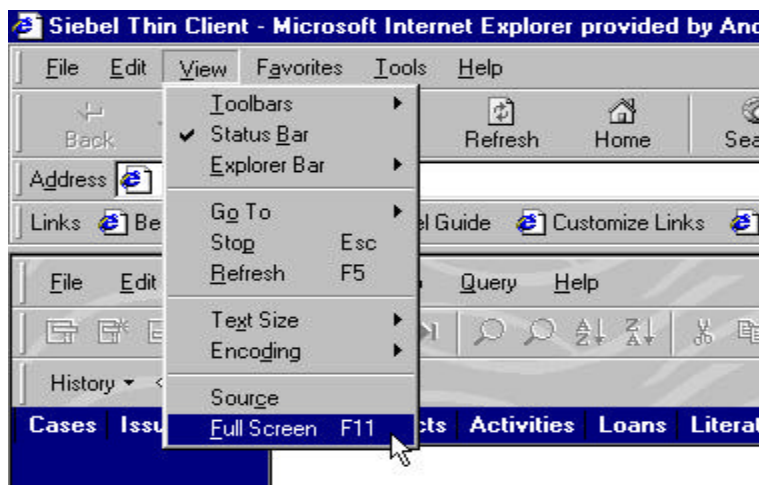 Siebel Thin Client - Microsoft Internet Explorer provided by And
File Edit View Favorites Tools Help
Back Refresh Home Sea
Toolbars
Status Bar
Explorer Bar
Address
Links Be el Guide Customize Links
Go To
Stop Esc
Refresh F5
File Edit Query Help
Text Size
Encoding
History
Source
Full Screen F11
Cases Issu cts Activities Loans Literat